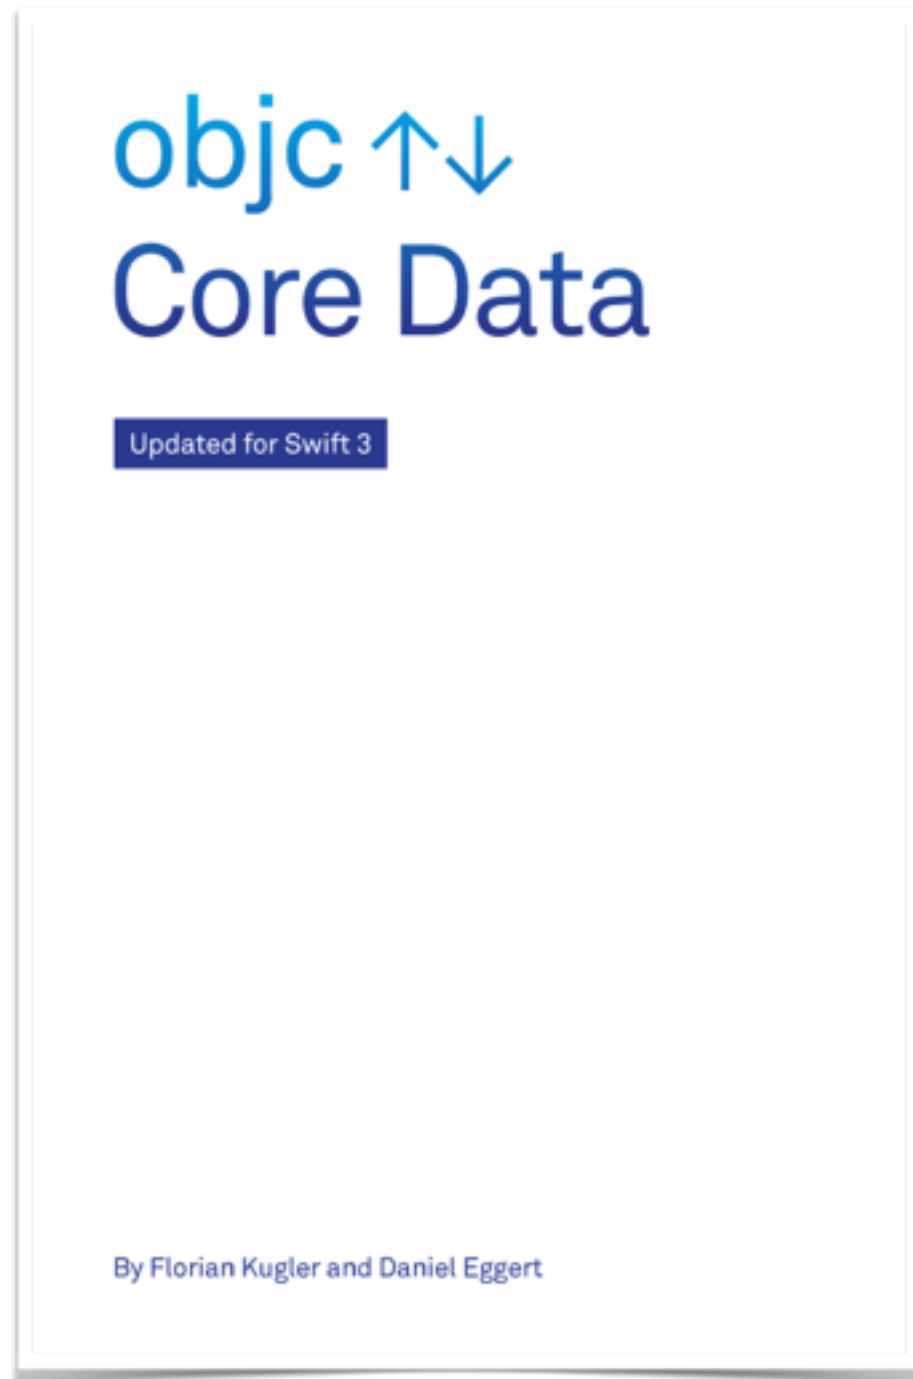 objc ↑↓
Core Data
Updated for Swift 3
By Florian Kugler and Daniel Eggert